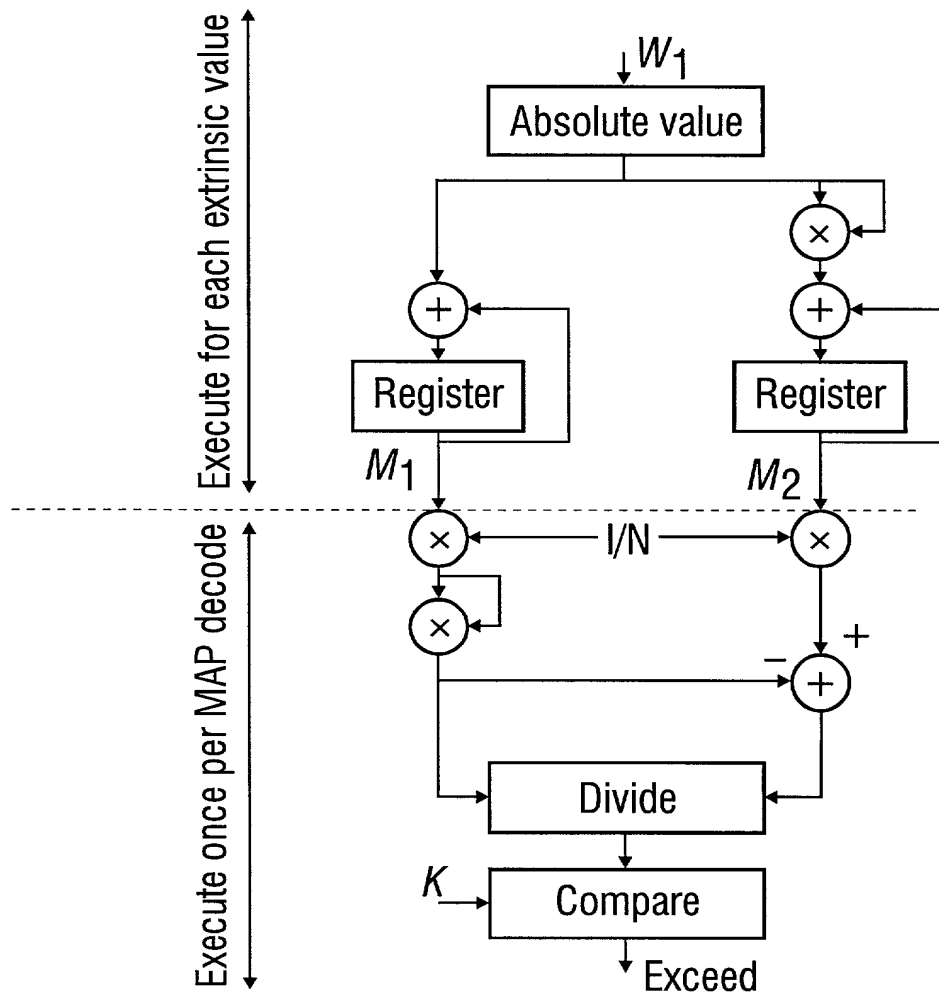 Execute for each extrinsic value
W1
Absolute value
×
+
+
Register
Register
M1
M2
×
I/N
×
Execute once per MAP decode
×
+
−
+
Divide
K
Compare
Exceed